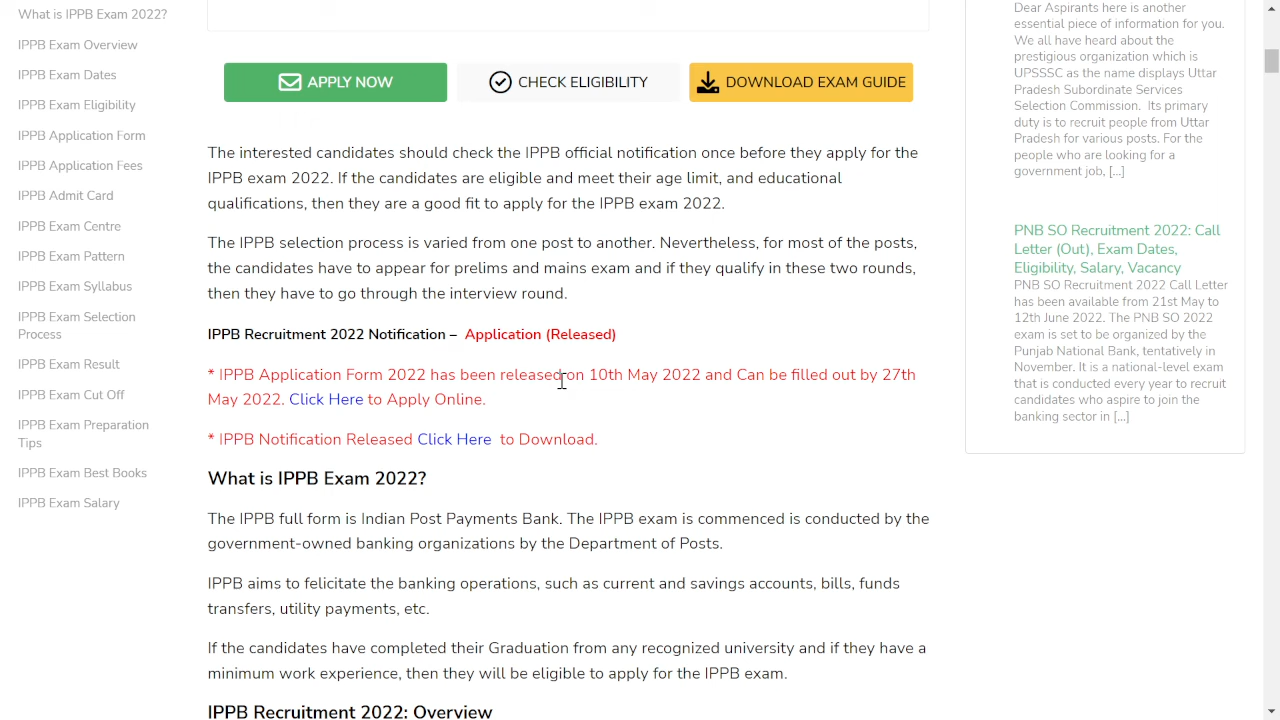 What is IPPB Exam 2022?
IPPB Exam Overview
IPPB Exam Dates
IPPB Exam Eligibility
IPPB Application Form
IPPB Application Fees
IPPB Admit Card
IPPB Exam Centre
IPPB Exam Pattern
IPPB Exam Syllabus
IPPB Exam Selection
Process
IPPB Exam Result
IPPB Exam Cut Off
IPPB Exam Preparation
Tips
IPPB Exam Best Books
IPPB Exam Salary
APPLY NOW
CHECK ELIGIBILITY
DOWNLOAD EXAM GUIDE
The interested candidates should check the IPPB official notification once before they apply for the
IPPB exam 2022. If the candidates are eligible and meet their age limit, and educational
qualifications, then they are a good fit to apply for the IPPB exam 2022.
The IPPB selection process is varied from one post to another. Nevertheless, for most of the posts,
the candidates have to appear for prelims and mains exam and if they qualify in these two rounds,
then they have to go through the interview round.
IPPB Recruitment 2022 Notification – Application (Released)
* IPPB Application Form 2022 has been released on 10th May 2022 and Can be filled out by 27th
May 2022. Click Here to Apply Online.
* IPPB Notification Released Click Here to Download.
What is IPPB Exam 2022?
The IPPB full form is Indian Post Payments Bank. The IPPB exam is commenced is conducted by the
government-owned banking organizations by the Department of Posts.
IPPB aims to felicitate the banking operations, such as current and savings accounts, bills, funds
transfers, utility payments, etc.
If the candidates have completed their Graduation from any recognized university and if they have a
minimum work experience, then they will be eligible to apply for the IPPB exam.
IPPB Recruitment 2022: Overview
Dear Aspirants here is another
essential piece of information for you.
We all have heard about the
prestigious organization which is
UPSSSC as the name displays Uttar
Pradesh Subordinate Services
Selection Commission. Its primary
duty is to recruit people from Uttar
Pradesh for various posts. For the
people who are looking for a
government job, […]
PNB SO Recruitment 2022: Call
Letter (Out), Exam Dates,
Eligibility, Salary, Vacancy
PNB SO Recruitment 2022 Call Letter
has been available from 21st May to
12th June 2022. The PNB SO 2022
exam is set to be organized by the
Punjab National Bank, tentatively in
November. It is a national-level exam
that is conducted every year to recruit
candidates who aspire to join the
banking sector in […]